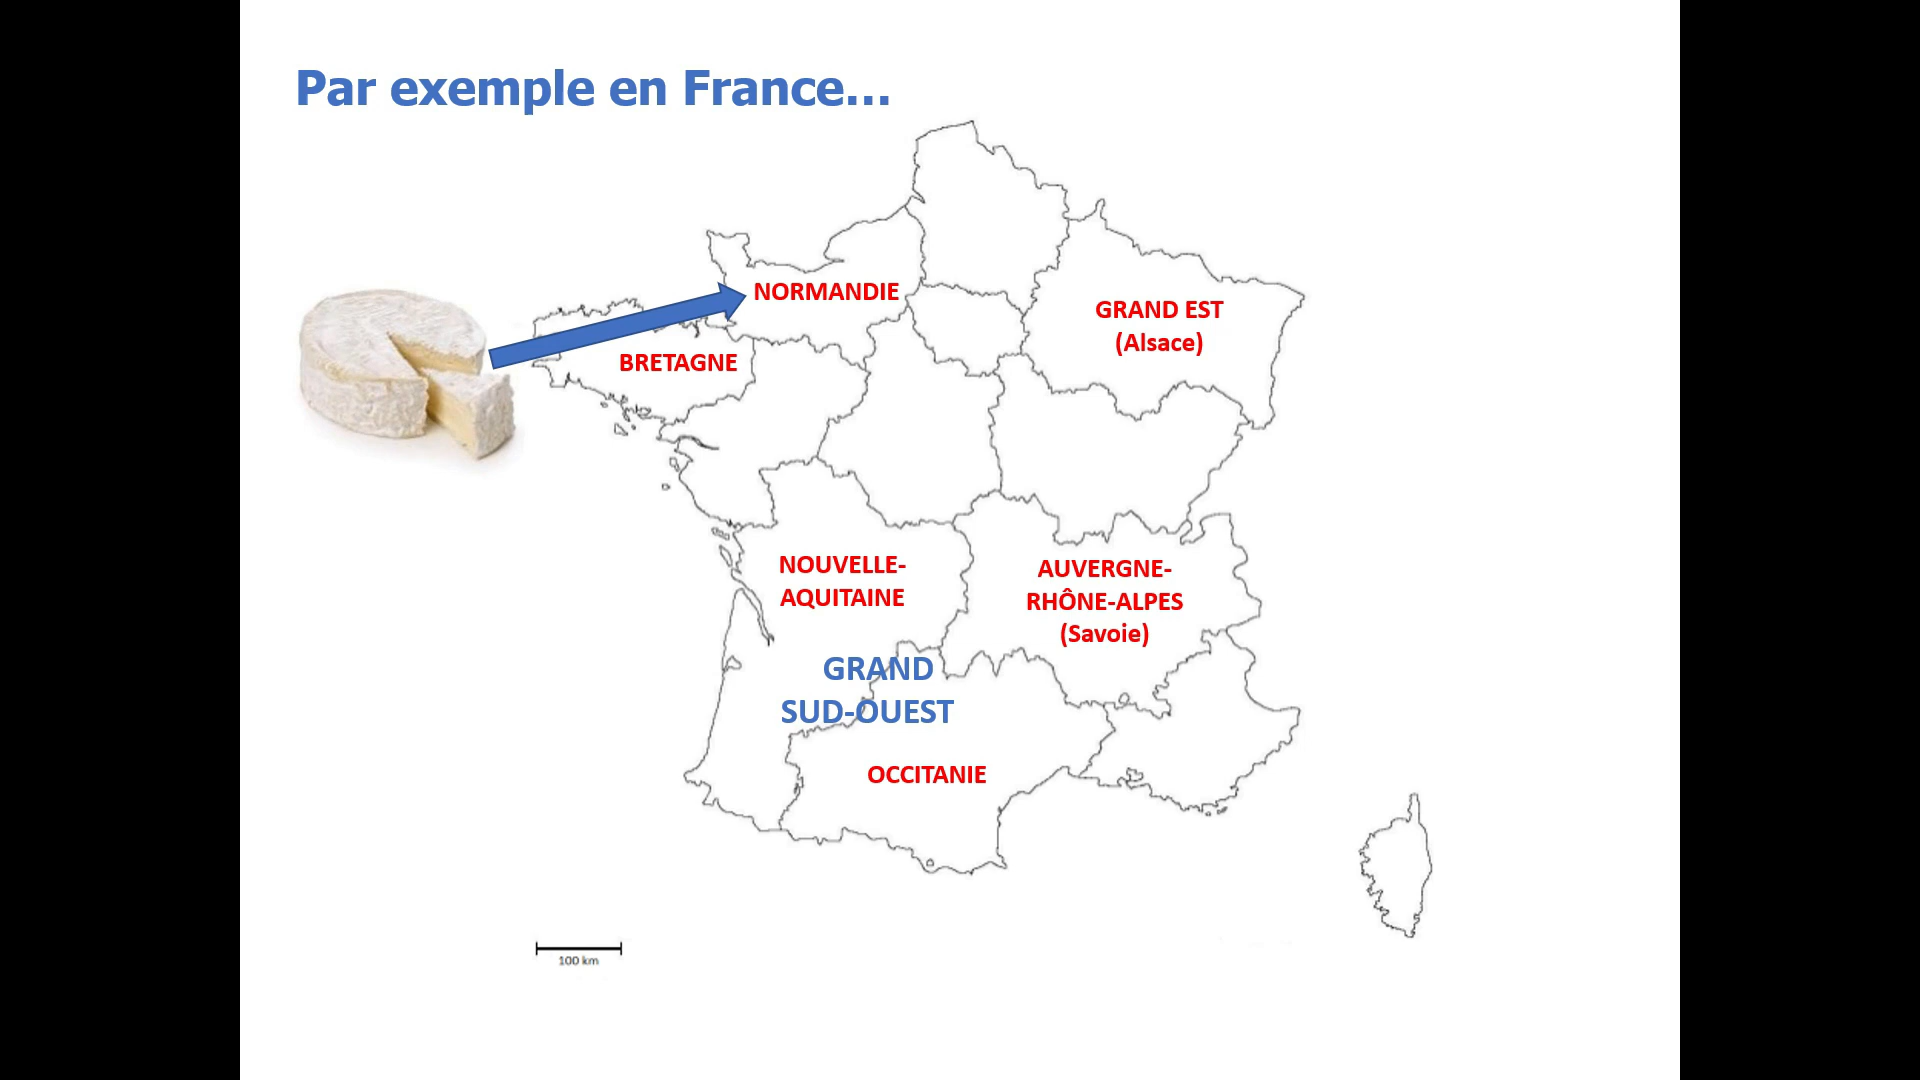 Par exemple en France...
NORMANDIE
GRAND EST
(Alsace)
BRETAGNE
NOUVELLE-
AQUITAINE
AUVERGNE-
RHÔNE-ALPES
(Savoie)
GRAND
SUD-OUEST
OCCITANIE
100 km